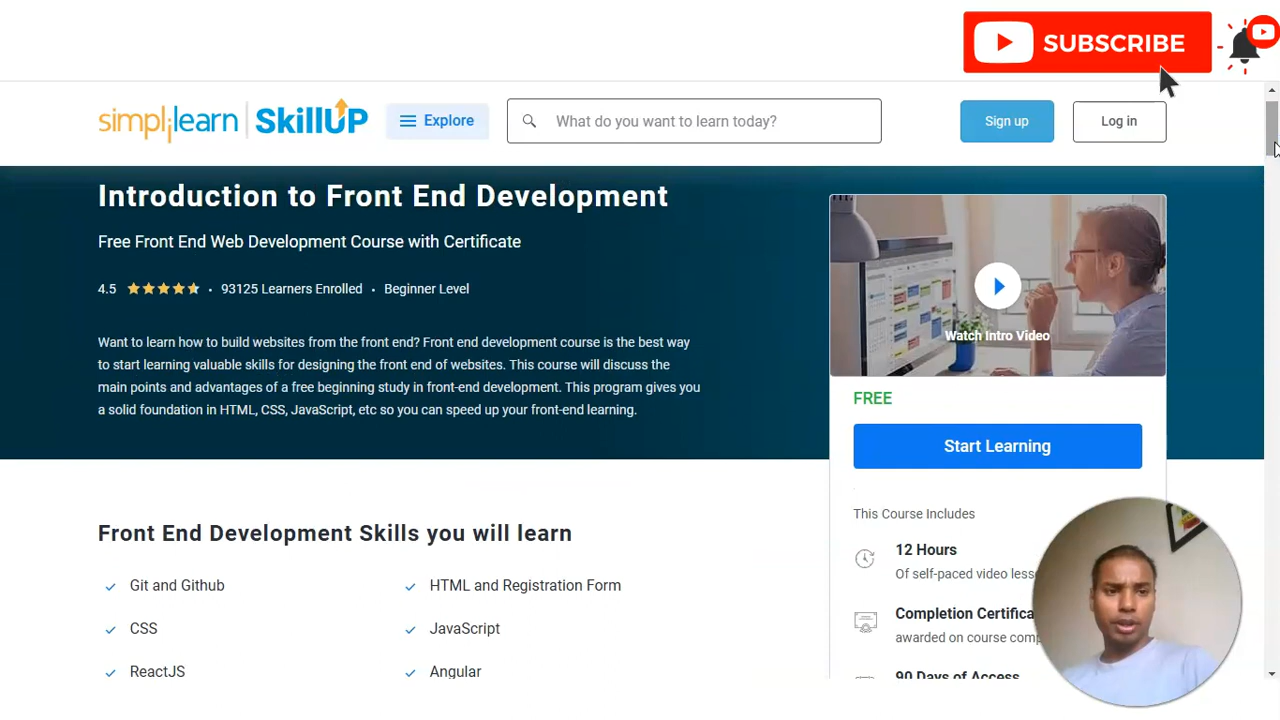 SUBSCRIBE
simplilearn | SkillUP
Explore
What do you want to learn today?
Sign up
Log in
Introduction to Front End Development
Free Front End Web Development Course with Certificate
4.5 • 93125 Learners Enrolled • Beginner Level
Want to learn how to build websites from the front end? Front end development course is the best way
to start learning valuable skills for designing the front end of websites. This course will discuss the
main points and advantages of a free beginning study in front-end development. This program gives you
a solid foundation in HTML, CSS, JavaScript, etc so you can speed up your front-end learning.
Watch Intro Video
FREE
Start Learning
This Course Includes
12 Hours
Of self-paced video
Completion
awarded on course
90 Days of Access
Front End Development Skills you will learn
Git and Github
HTML and Registration Form
CSS
JavaScript
ReactJS
Angular